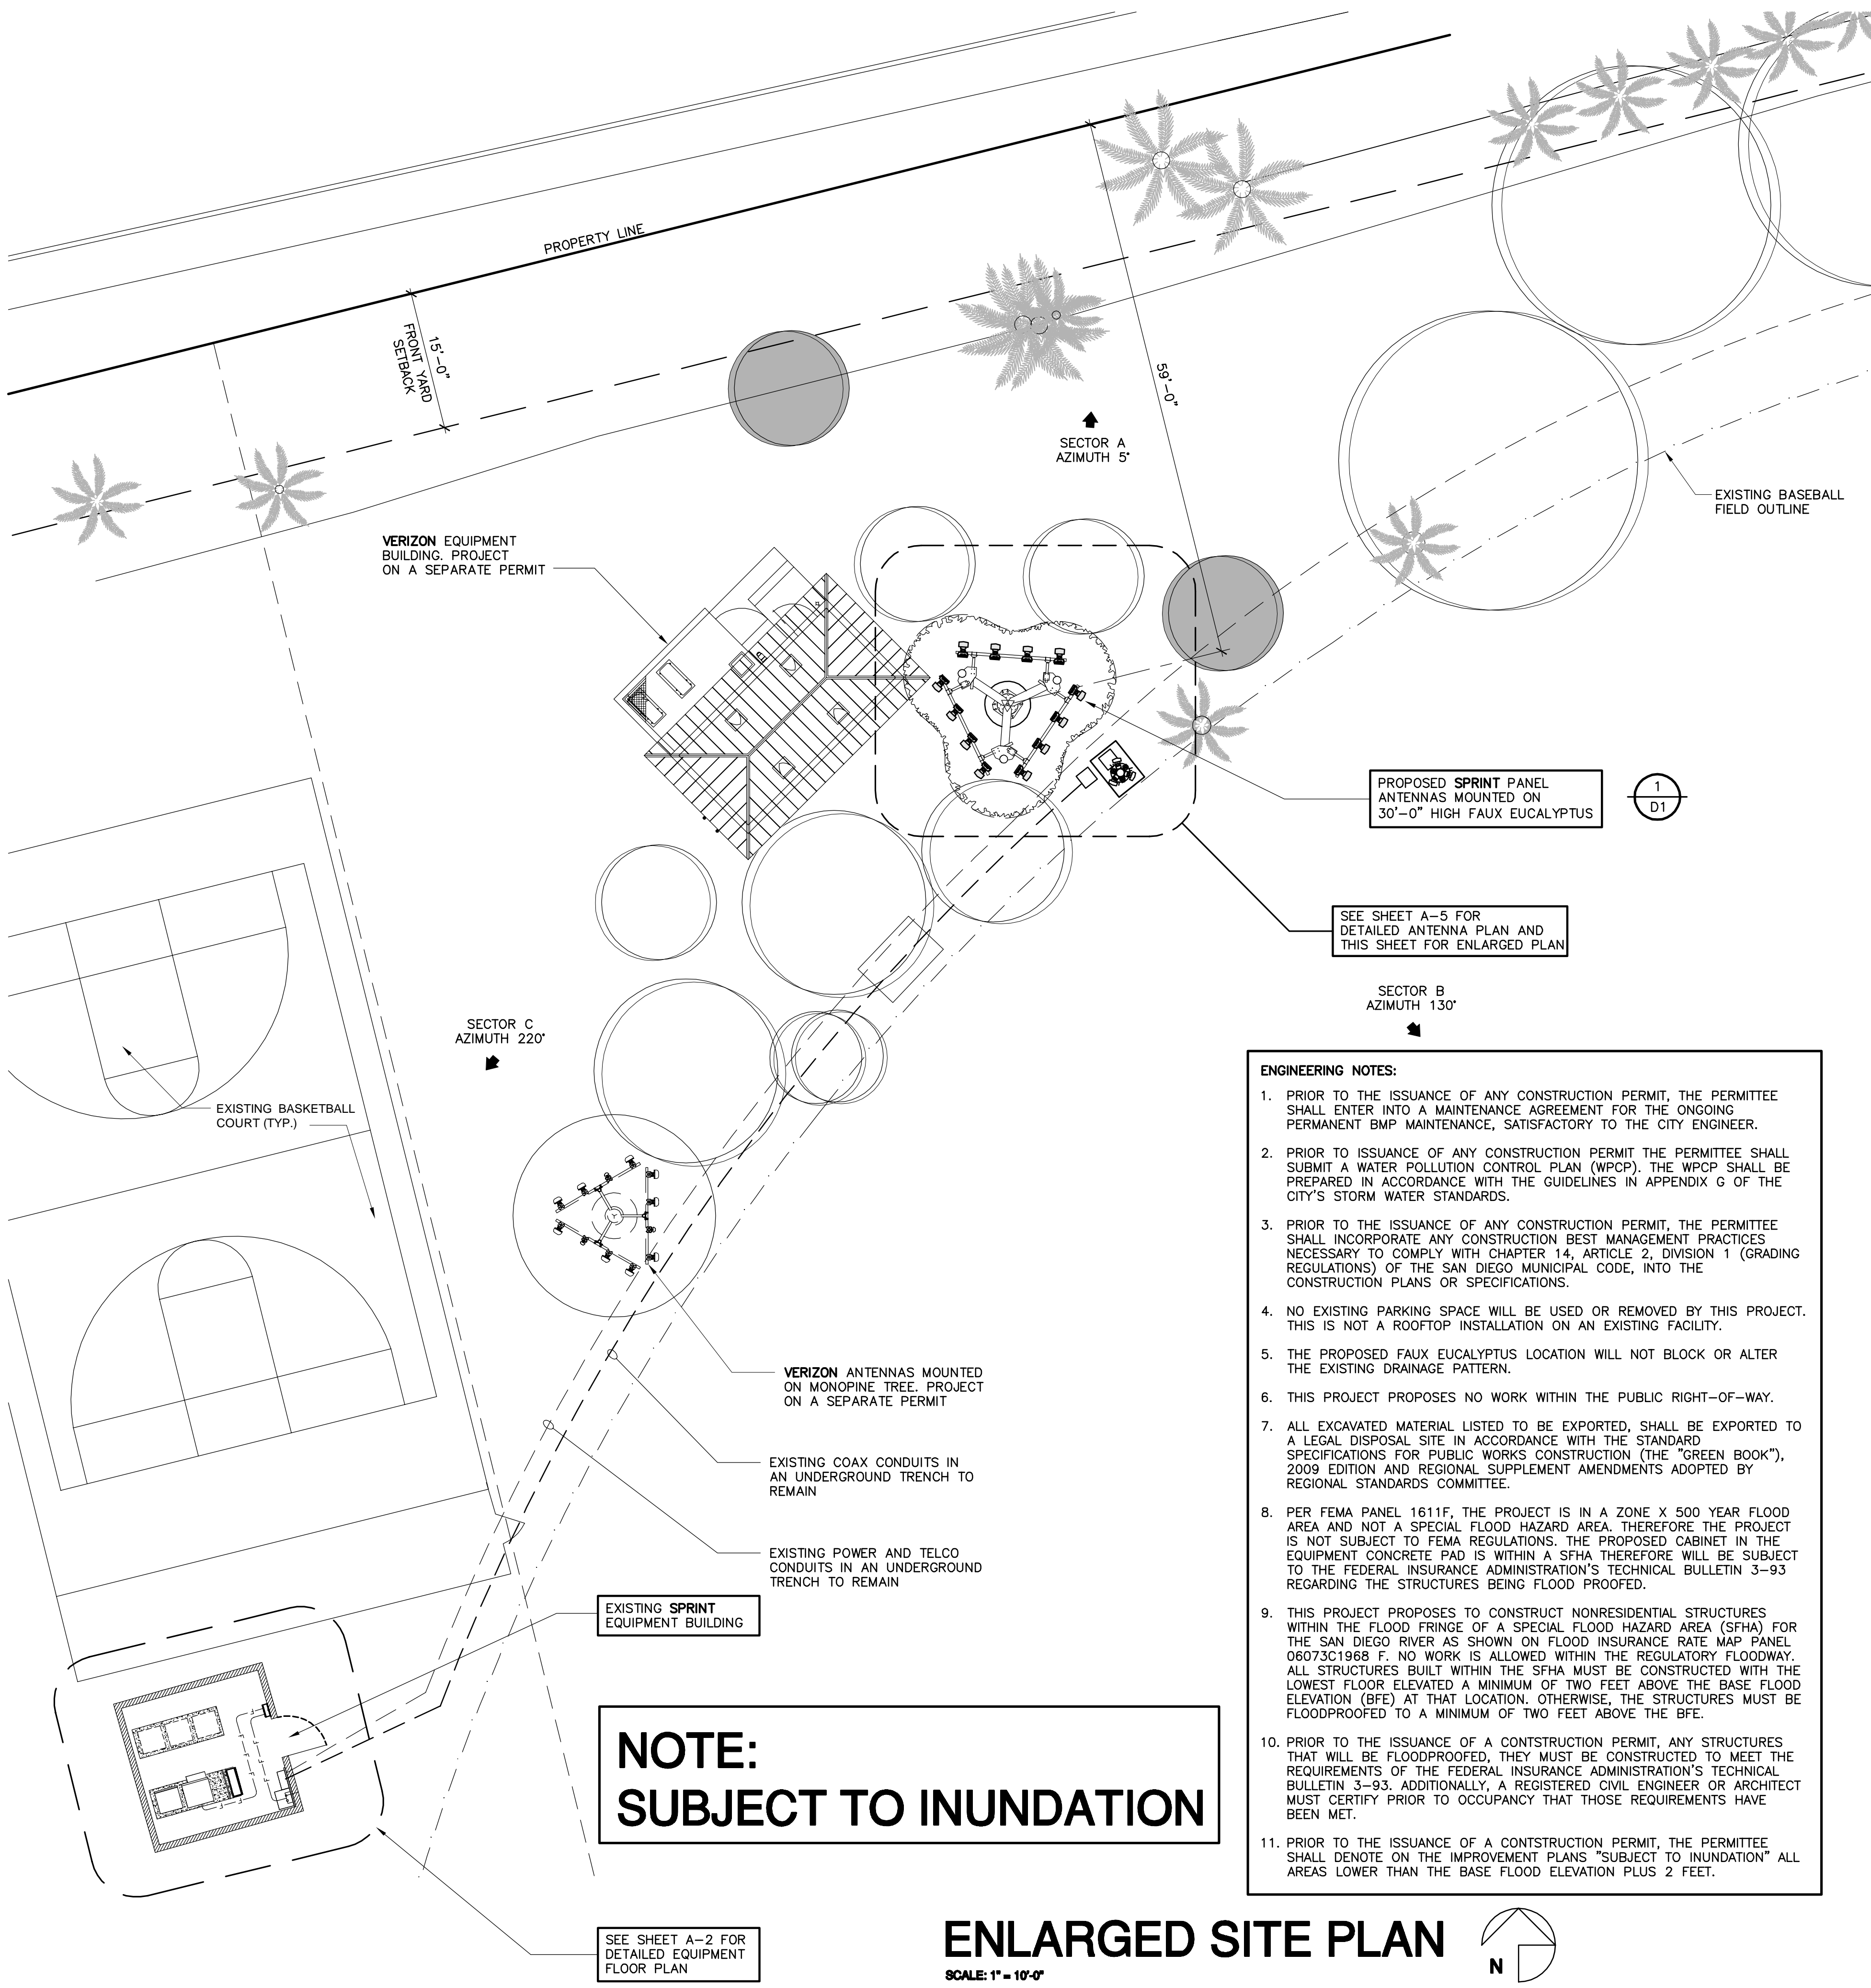 PROPERTY LINE
15'-0"
FRONT YARD
SETBACK
59'-0"
SECTOR A
AZIMUTH 5°
EXISTING BASEBALL
FIELD OUTLINE
VERIZON EQUIPMENT
BUILDING. PROJECT
ON A SEPARATE PERMIT
PROPOSED SPRINT PANEL
ANTENNAS MOUNTED ON
30'-0" HIGH FAUX EUCALYPTUS
1
D1
SEE SHEET A-5 FOR
DETAILED ANTENNA PLAN AND
THIS SHEET FOR ENLARGED PLAN
SECTOR B
AZIMUTH 130°
SECTOR C
AZIMUTH 220°
EXISTING BASKETBALL
COURT (TYP.)
VERIZON ANTENNAS MOUNTED
ON MONOPINE TREE. PROJECT
ON A SEPARATE PERMIT
EXISTING COAX CONDUITS IN
AN UNDERGROUND TRENCH TO
REMAIN
EXISTING POWER AND TELCO
CONDUITS IN AN UNDERGROUND
TRENCH TO REMAIN
EXISTING SPRINT
EQUIPMENT BUILDING
NOTE:
SUBJECT TO INUNDATION
SEE SHEET A-2 FOR
DETAILED EQUIPMENT
FLOOR PLAN
ENGINEERING NOTES:
1. PRIOR TO THE ISSUANCE OF ANY CONSTRUCTION PERMIT, THE PERMITTEE
SHALL ENTER INTO A MAINTENANCE AGREEMENT FOR THE ONGOING
PERMANENT BMP MAINTENANCE, SATISFACTORY TO THE CITY ENGINEER.
2. PRIOR TO ISSUANCE OF ANY CONSTRUCTION PERMIT THE PERMITTEE SHALL
SUBMIT A WATER POLLUTION CONTROL PLAN (WPCP). THE WPCP SHALL BE
PREPARED IN ACCORDANCE WITH THE GUIDELINES IN APPENDIX G OF THE
CITY'S STORM WATER STANDARDS.
3. PRIOR TO THE ISSUANCE OF ANY CONSTRUCTION PERMIT, THE PERMITTEE
SHALL INCORPORATE ANY CONSTRUCTION BEST MANAGEMENT PRACTICES
NECESSARY TO COMPLY WITH CHAPTER 14, ARTICLE 2, DIVISION 1 (GRADING
REGULATIONS) OF THE SAN DIEGO MUNICIPAL CODE, INTO THE
CONSTRUCTION PLANS OR SPECIFICATIONS.
4. NO EXISTING PARKING SPACE WILL BE USED OR REMOVED BY THIS PROJECT.
THIS IS NOT A ROOFTOP INSTALLATION ON AN EXISTING FACILITY.
5. THE PROPOSED FAUX EUCALYPTUS LOCATION WILL NOT BLOCK OR ALTER
THE EXISTING DRAINAGE PATTERN.
6. THIS PROJECT PROPOSES NO WORK WITHIN THE PUBLIC RIGHT-OF-WAY.
7. ALL EXCAVATED MATERIAL LISTED TO BE EXPORTED, SHALL BE EXPORTED TO
A LEGAL DISPOSAL SITE IN ACCORDANCE WITH THE STANDARD
SPECIFICATIONS FOR PUBLIC WORKS CONSTRUCTION (THE "GREEN BOOK"),
2009 EDITION AND REGIONAL SUPPLEMENT AMENDMENTS ADOPTED BY
REGIONAL STANDARDS COMMITTEE.
8. PER FEMA PANEL 1611F, THE PROJECT IS IN A ZONE X 500 YEAR FLOOD
AREA AND NOT A SPECIAL FLOOD HAZARD AREA. THEREFORE THE PROJECT
IS NOT SUBJECT TO FEMA REGULATIONS. THE PROPOSED CABINET IN THE
EQUIPMENT CONCRETE PAD IS WITHIN A SFHA THEREFORE WILL BE SUBJECT
TO THE FEDERAL INSURANCE ADMINISTRATION'S TECHNICAL BULLETIN 3-93
REGARDING THE STRUCTURES BEING FLOOD PROOFED.
9. THIS PROJECT PROPOSES TO CONSTRUCT NONRESIDENTIAL STRUCTURES
WITHIN THE FLOOD FRINGE OF A SPECIAL FLOOD HAZARD AREA (SFHA) FOR
THE SAN DIEGO RIVER AS SHOWN ON FLOOD INSURANCE RATE MAP PANEL
06073C1968 F. NO WORK IS ALLOWED WITHIN THE REGULATORY FLOODWAY.
ALL STRUCTURES BUILT WITHIN THE SFHA MUST BE CONSTRUCTED WITH THE
LOWEST FLOOR ELEVATED A MINIMUM OF TWO FEET ABOVE THE BASE FLOOD
ELEVATION (BFE) AT THAT LOCATION. OTHERWISE, THE STRUCTURES MUST BE
FLOODPROOFED TO A MINIMUM OF TWO FEET ABOVE THE BFE.
10. PRIOR TO THE ISSUANCE OF A CONTSTRUCTION PERMIT, ANY STRUCTURES
THAT WILL BE FLOODPROOFED, THEY MUST BE CONSTRUCTED TO MEET THE
REQUIREMENTS OF THE FEDERAL INSURANCE ADMINISTRATION'S TECHNICAL
BULLETIN 3-93. ADDITIONALLY, A REGISTERED CIVIL ENGINEER OR ARCHITECT
MUST CERTIFY PRIOR TO OCCUPANCY THAT THOSE REQUIREMENTS HAVE
BEEN MET.
11. PRIOR TO THE ISSUANCE OF A CONTSTRUCTION PERMIT, THE PERMITTEE
SHALL DENOTE ON THE IMPROVEMENT PLANS "SUBJECT TO INUNDATION" ALL
AREAS LOWER THAN THE BASE FLOOD ELEVATION PLUS 2 FEET.
ENLARGED SITE PLAN
SCALE: 1" = 10'-0"
N